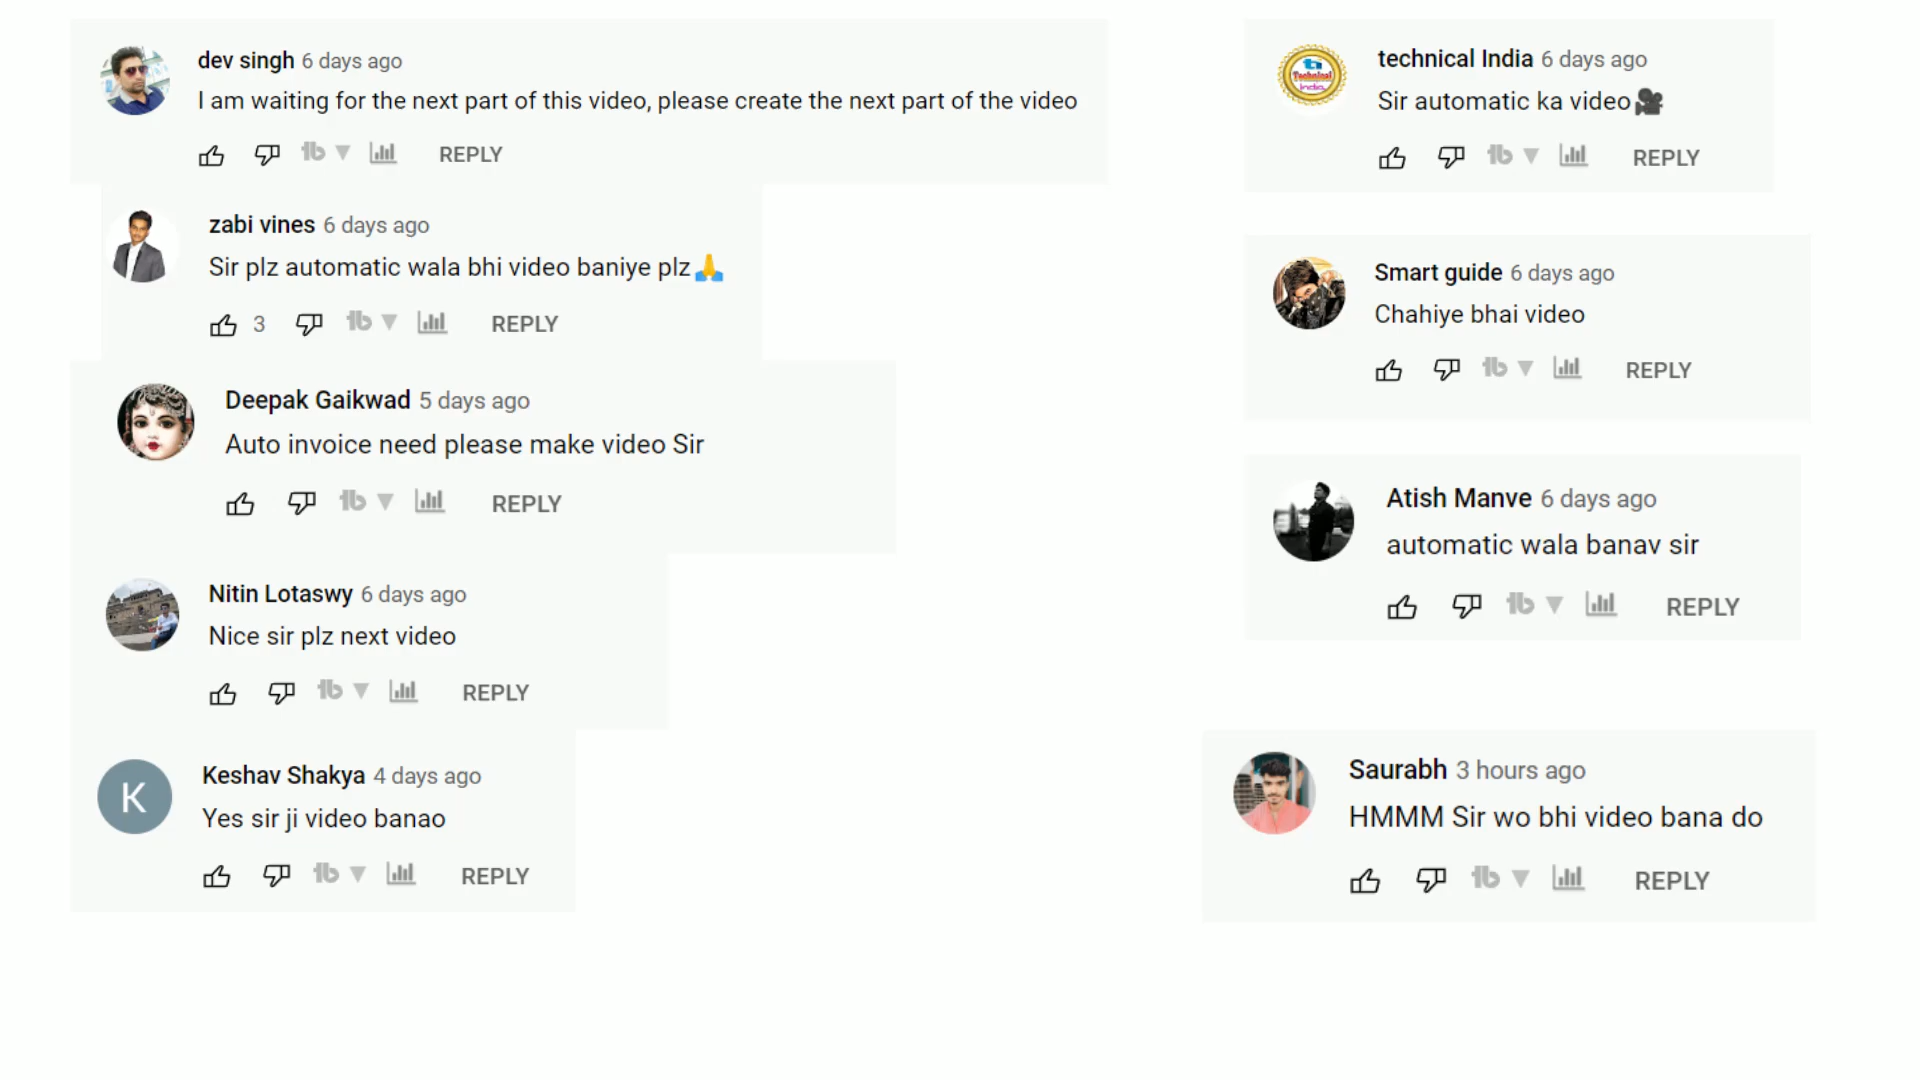 dev singh 6 days ago
I am waiting for the next part of this video, please create the next part of the video
REPLY
zabi vines 6 days ago
Sir plz automatic wala bhi video baniye plz🙏
3 REPLY
Deepak Gaikwad 5 days ago
Auto invoice need please make video Sir
REPLY
Nitin Lotaswy 6 days ago
Nice sir plz next video
REPLY
K
Keshav Shakya 4 days ago
Yes sir ji video banao
REPLY
technical India 6 days ago
Technical
india
Sir automatic ka video🎥
REPLY
Smart guide 6 days ago
Chahiye bhai video
REPLY
Atish Manve 6 days ago
automatic wala banav sir
REPLY
Saurabh 3 hours ago
HMMM Sir wo bhi video bana do
REPLY